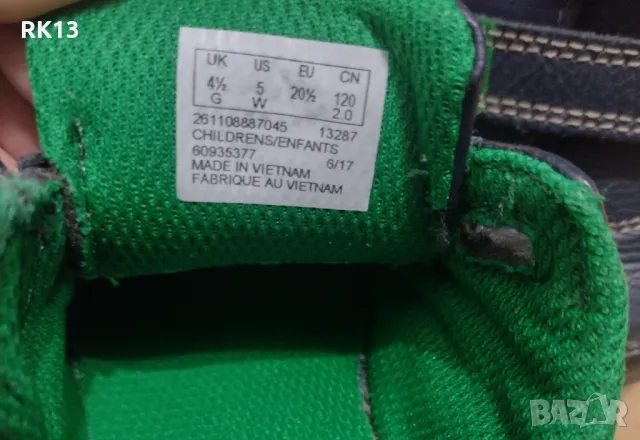 RK13
UK US EU CN
4½ 5 20½ 120
G W 2.0
261108887045 13287
CHILDRENS/ENFANTS
60935377 6/17
MADE IN VIETNAM
FABRIQUE AU VIETNAM
BAZAR